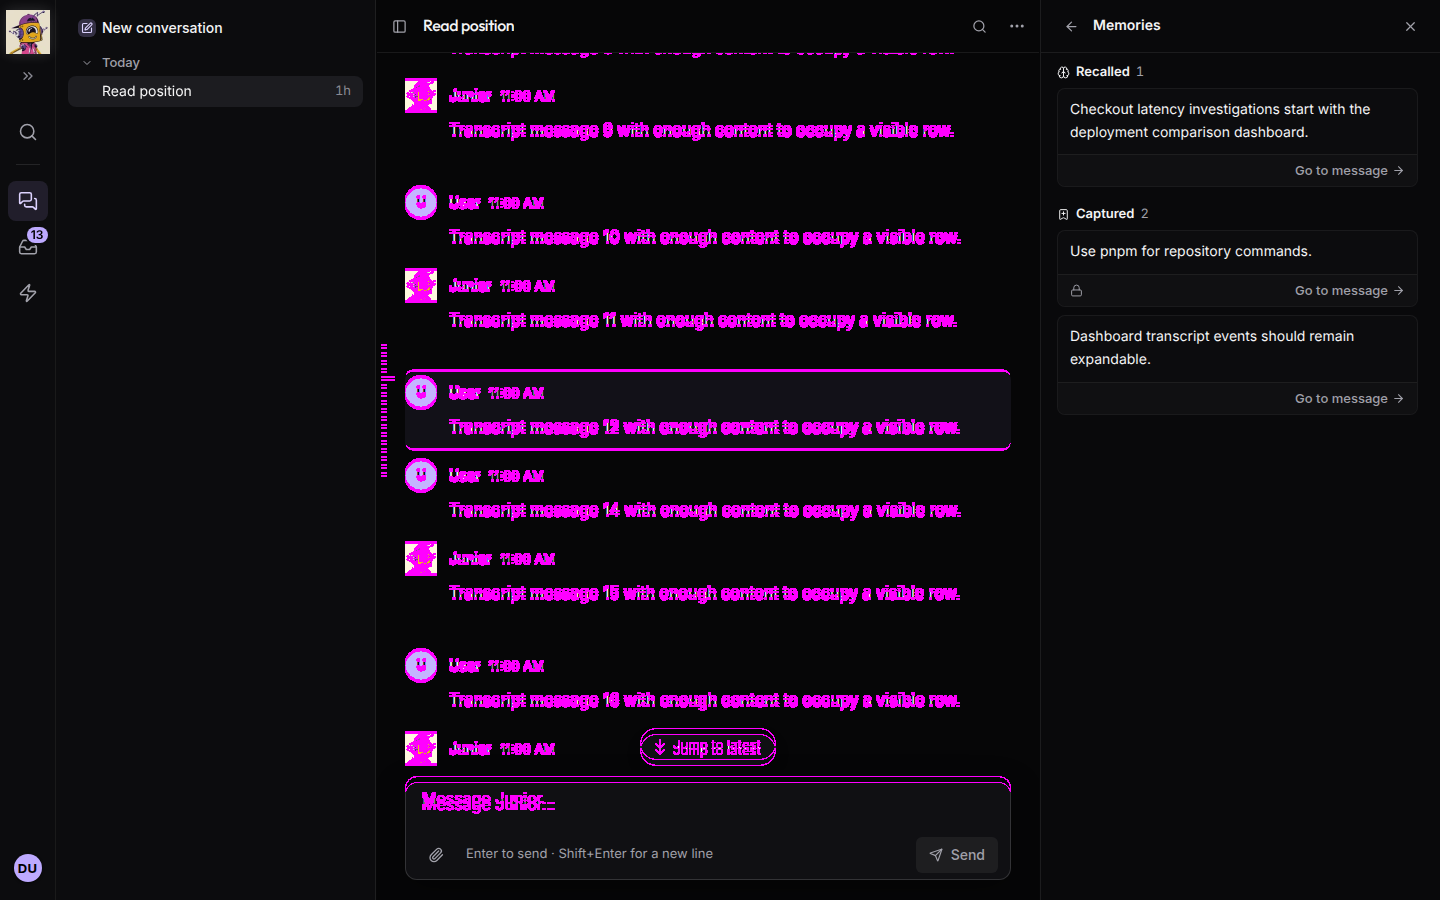 New conversation
Today
Read position 1h
13
DU
Read position
Junior 11:00 AM
Transcript message 9 with enough content to occupy a visible row.
User 11:00 AM
Transcript message 10 with enough content to occupy a visible row.
Junior 11:00 AM
Transcript message 11 with enough content to occupy a visible row.
User 11:00 AM
Transcript message 12 with enough content to occupy a visible row.
User 11:00 AM
Transcript message 14 with enough content to occupy a visible row.
Junior 11:00 AM
Transcript message 15 with enough content to occupy a visible row.
User 11:00 AM
Transcript message 16 with enough content to occupy a visible row.
Junior 11:00 AM
Jump to latest
Message Junior...
Enter to send · Shift+Enter for a new line
Send
Memories
Recalled 1
Checkout latency investigations start with the
deployment comparison dashboard.
Go to message
Captured 2
Use pnpm for repository commands.
Go to message
Dashboard transcript events should remain
expandable.
Go to message